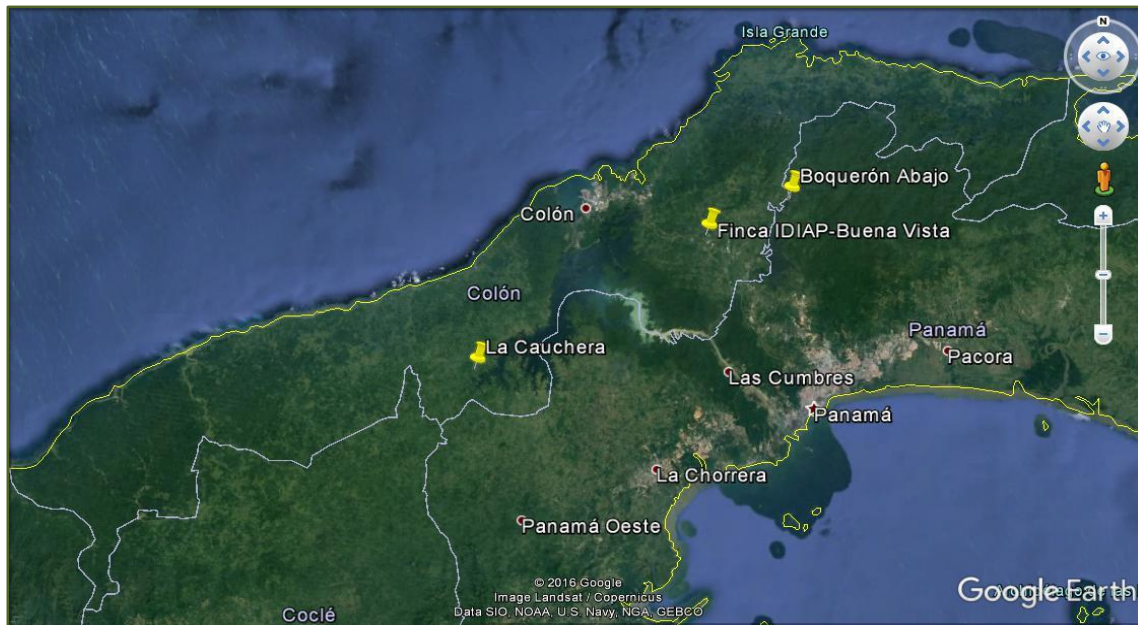 Isla Grande
N
Boquerón Abajo
Colón
Finca IDIAP-Buena Vista
Colón
Panamá
La Cauchera
Pacora
Las Cumbres
Panamá
La Chorrera
Panamá Oeste
© 2016 Google
Image Landsat / Copernicus
Data SIO, NOAA, U.S. Navy, NGA, GEBCO
Coclé
Google Earth